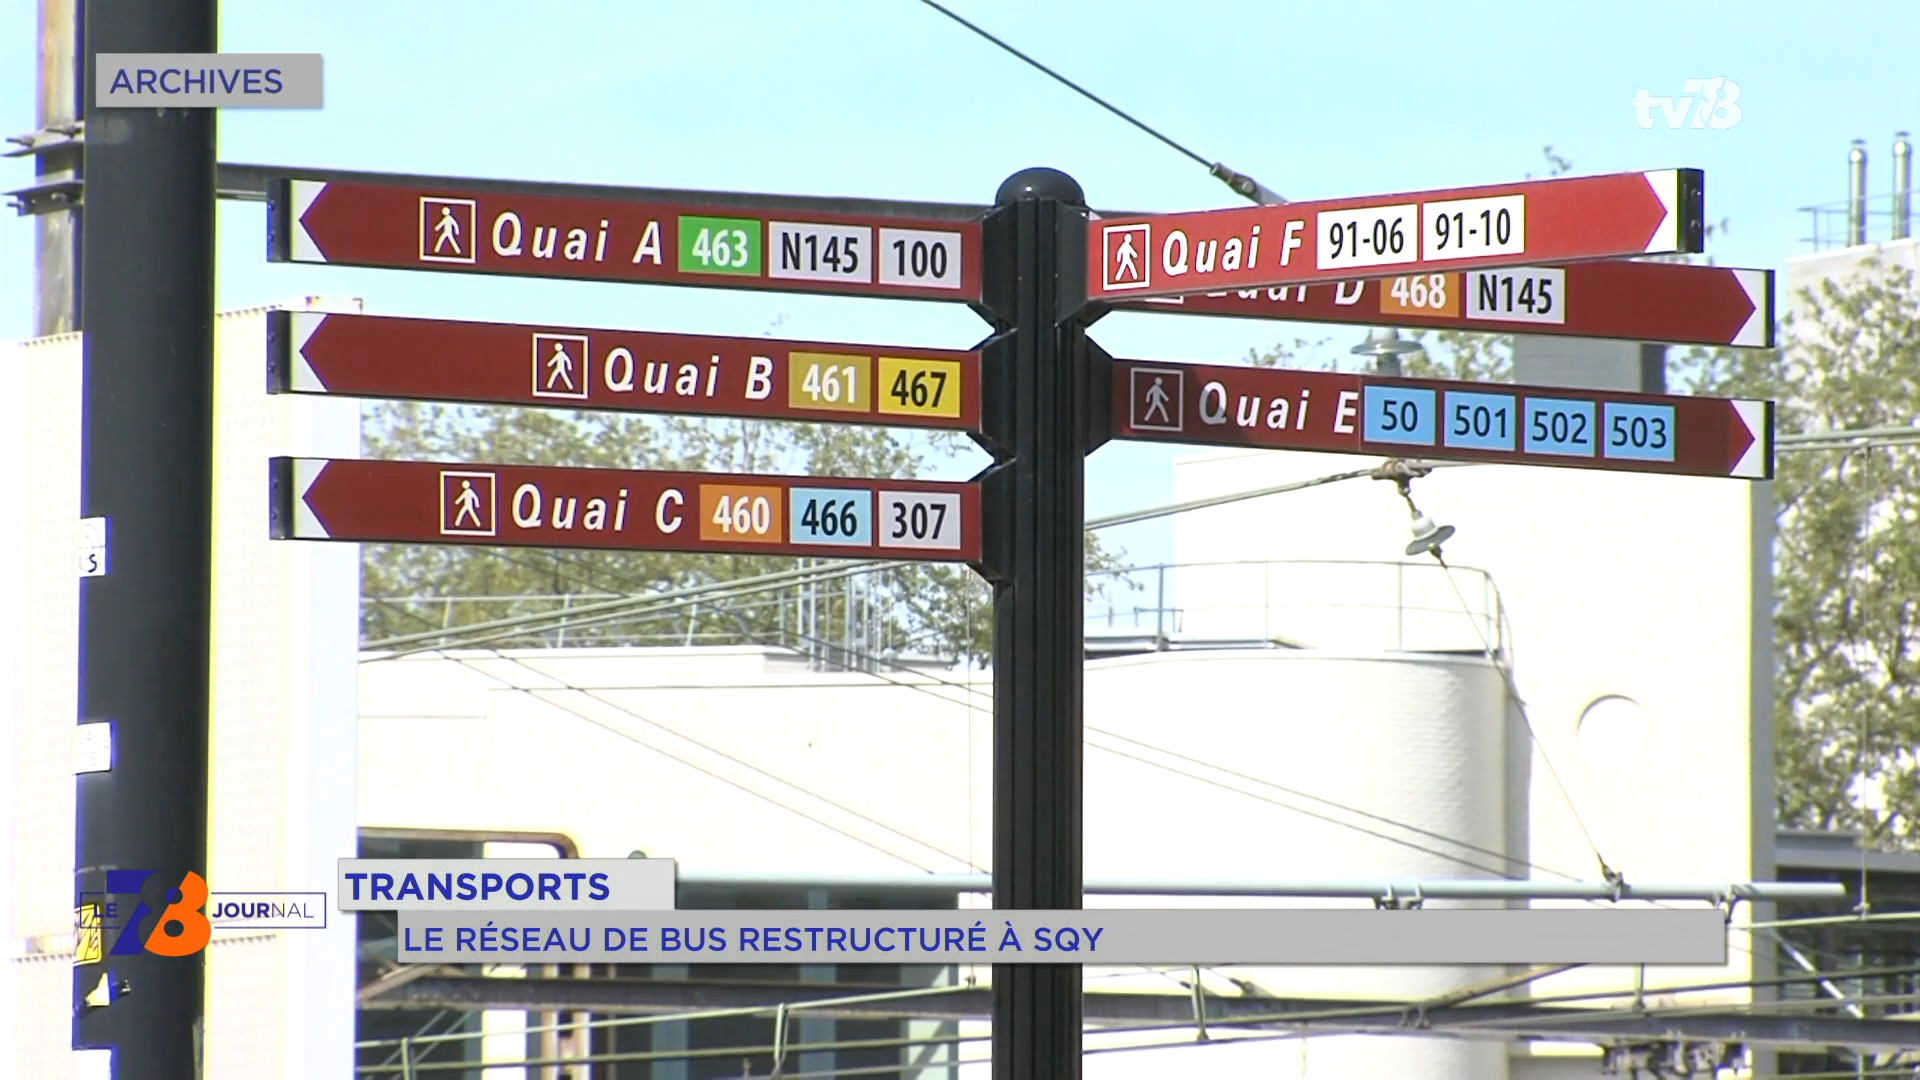 ARCHIVES
tv78
Quai A 463 N145 100
Quai F 91-06 91-10
Quai D 468 N145
Quai B 461 467
Quai E 50 501 502 503
Quai C 460 466 307
LE 78 JOURNAL
TRANSPORTS
LE RÉSEAU DE BUS RESTRUCTURÉ À SQY